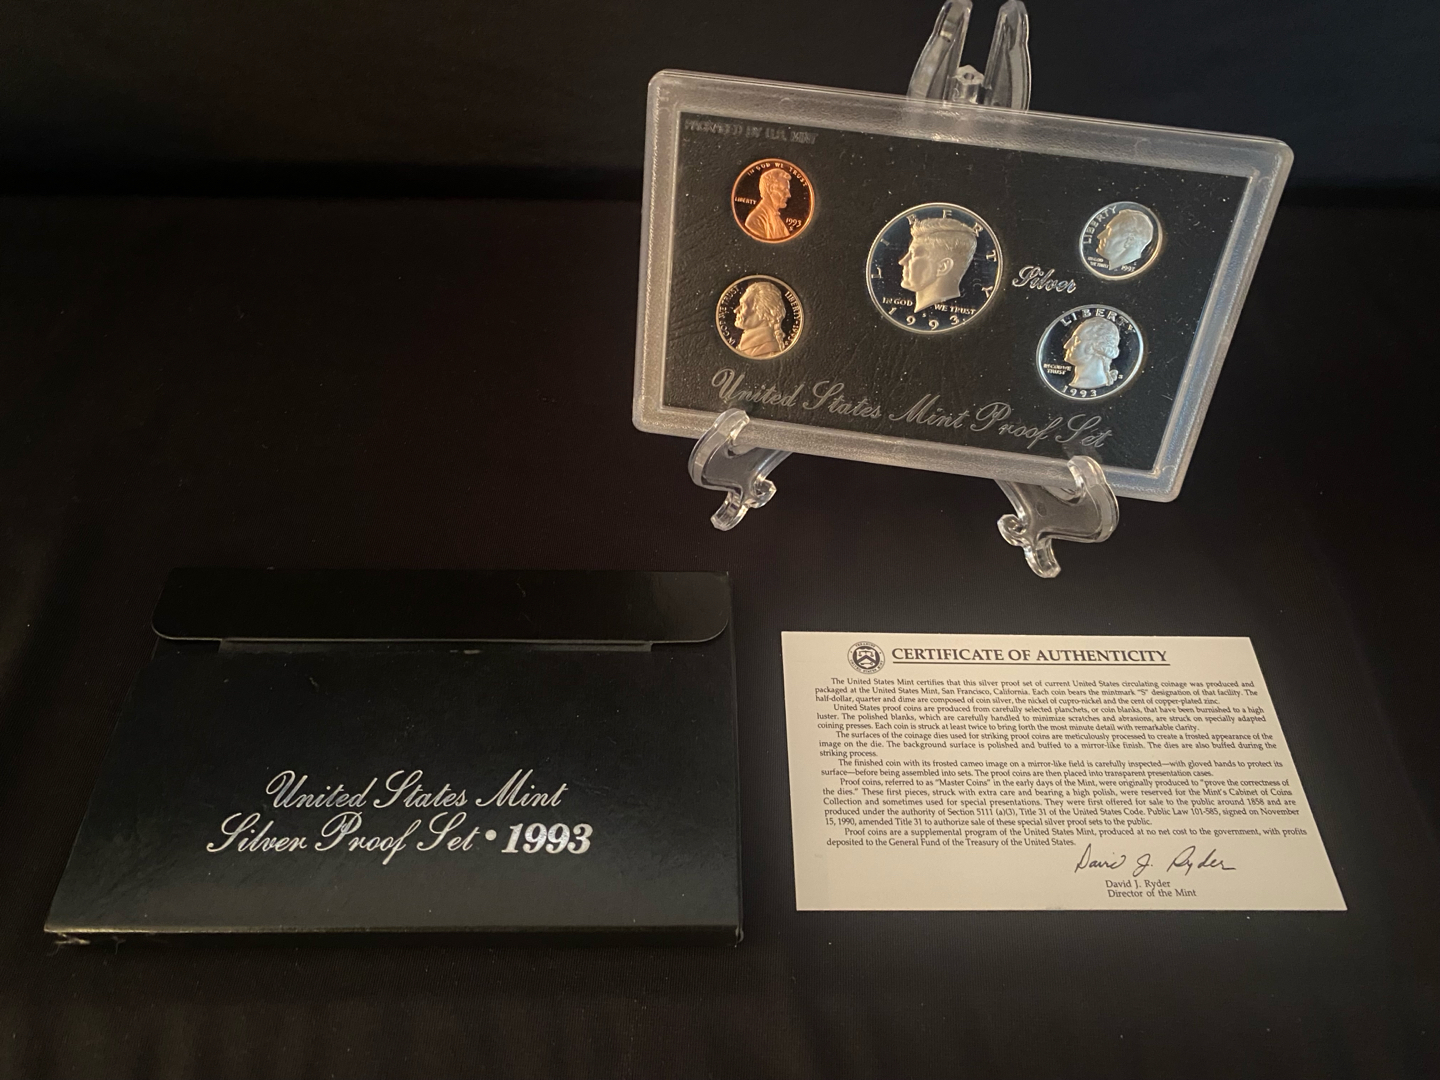 PACKAGED BY U.S. MINT
IN GOD WE TRUST
LIBERTY
1993
S
LIBERTY
IN GOD WE TRUST
1993
LIBERTY
IN GOD
WE TRUST
1993
Silver
IN GOD WE TRUST
LIBERTY
1993
LIBERTY
IN GOD WE
TRUST
S
1993
United States Mint Proof Set
United States Mint
Silver Proof Set • 1993
CERTIFICATE OF AUTHENTICITY
The United States Mint certifies that this silver proof set of current United States circulating coinage was produced and
packaged at the United States Mint, San Francisco, California. Each coin bears the mintmark "S" designation of that facility. The
half-dollar, quarter and dime are composed of coin silver, the nickel of cupro-nickel and the cent of copper-plated zinc.
United States proof coins are produced from carefully selected planchets, or coin blanks, that have been burnished to a high
luster. The polished blanks, which are carefully handled to minimize scratches and abrasions, are struck on specially adapted
coining presses. Each coin is struck at least twice to bring forth the most minute detail with remarkable clarity.
The surfaces of the coinage dies used for striking proof coins are meticulously processed to create a frosted appearance of the
image on the die. The background surface is polished and buffed to a mirror-like finish. The dies are also buffed during the
striking process.
The finished coin with its frosted cameo image on a mirror-like field is carefully inspected—with gloved hands to protect its
surface—before being assembled into sets. The proof coins are then placed into transparent presentation cases.
Proof coins, referred to as "Master Coins" in the early days of the Mint, were originally produced to "prove the correctness of
the dies." These first pieces, struck with extra care and bearing a high polish, were reserved for the Mint's Cabinet of Coins
Collection and sometimes used for special presentations. They were first offered for sale to the public around 1858 and are
produced under the authority of Section 5111 (a)(3), Title 31 of the United States Code. Public Law 101-585, signed on November
15, 1990, amended Title 31 to authorize sale of these special silver proof sets to the public.
Proof coins are a supplemental program of the United States Mint, produced at no net cost to the government, with profits
deposited to the General Fund of the Treasury of the United States.
David J. Ryder
David J. Ryder
Director of the Mint